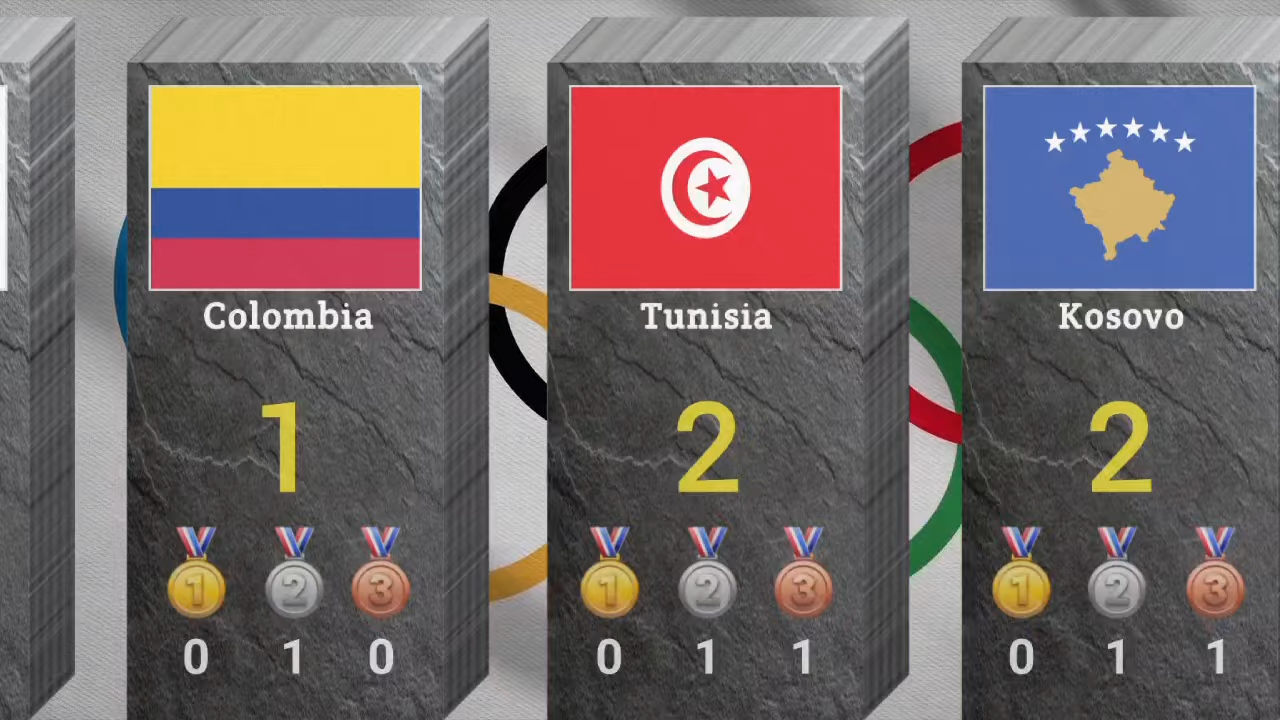 Colombia
1
1 2 3
0 1 0
Tunisia
2
1 2 3
0 1 1
Kosovo
2
1 2 3
0 1 1